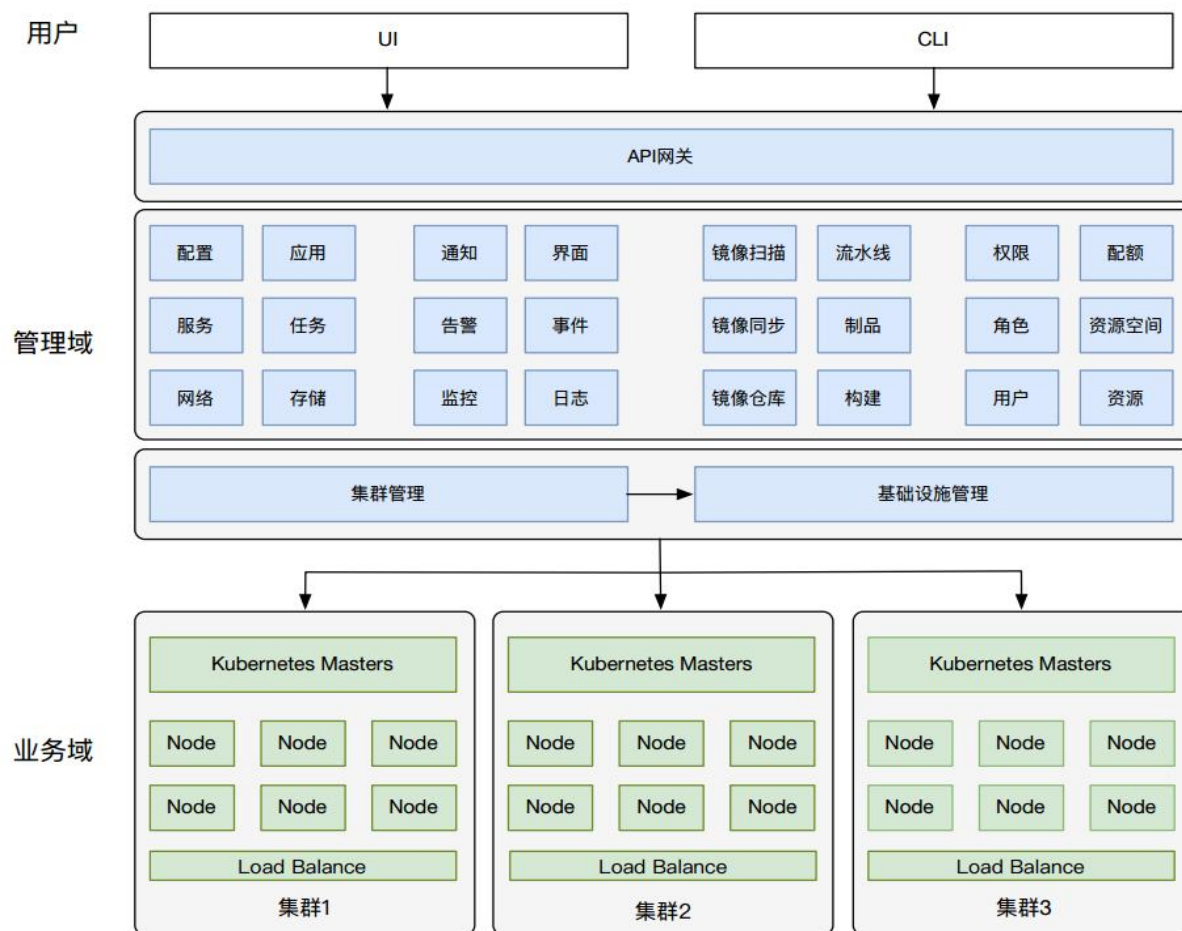 用户
UI
CLI
API网关
管理域
配置 应用 通知 界面 镜像扫描 流水线 权限 配额
服务 任务 告警 事件 镜像同步 制品 角色 资源空间
网络 存储 监控 日志 镜像仓库 构建 用户 资源
集群管理
基础设施管理
业务域
Kubernetes Masters
Node Node Node
Node Node Node
Load Balance
集群1
Kubernetes Masters
Node Node Node
Node Node Node
Load Balance
集群2
Kubernetes Masters
Node Node Node
Node Node Node
Load Balance
集群3